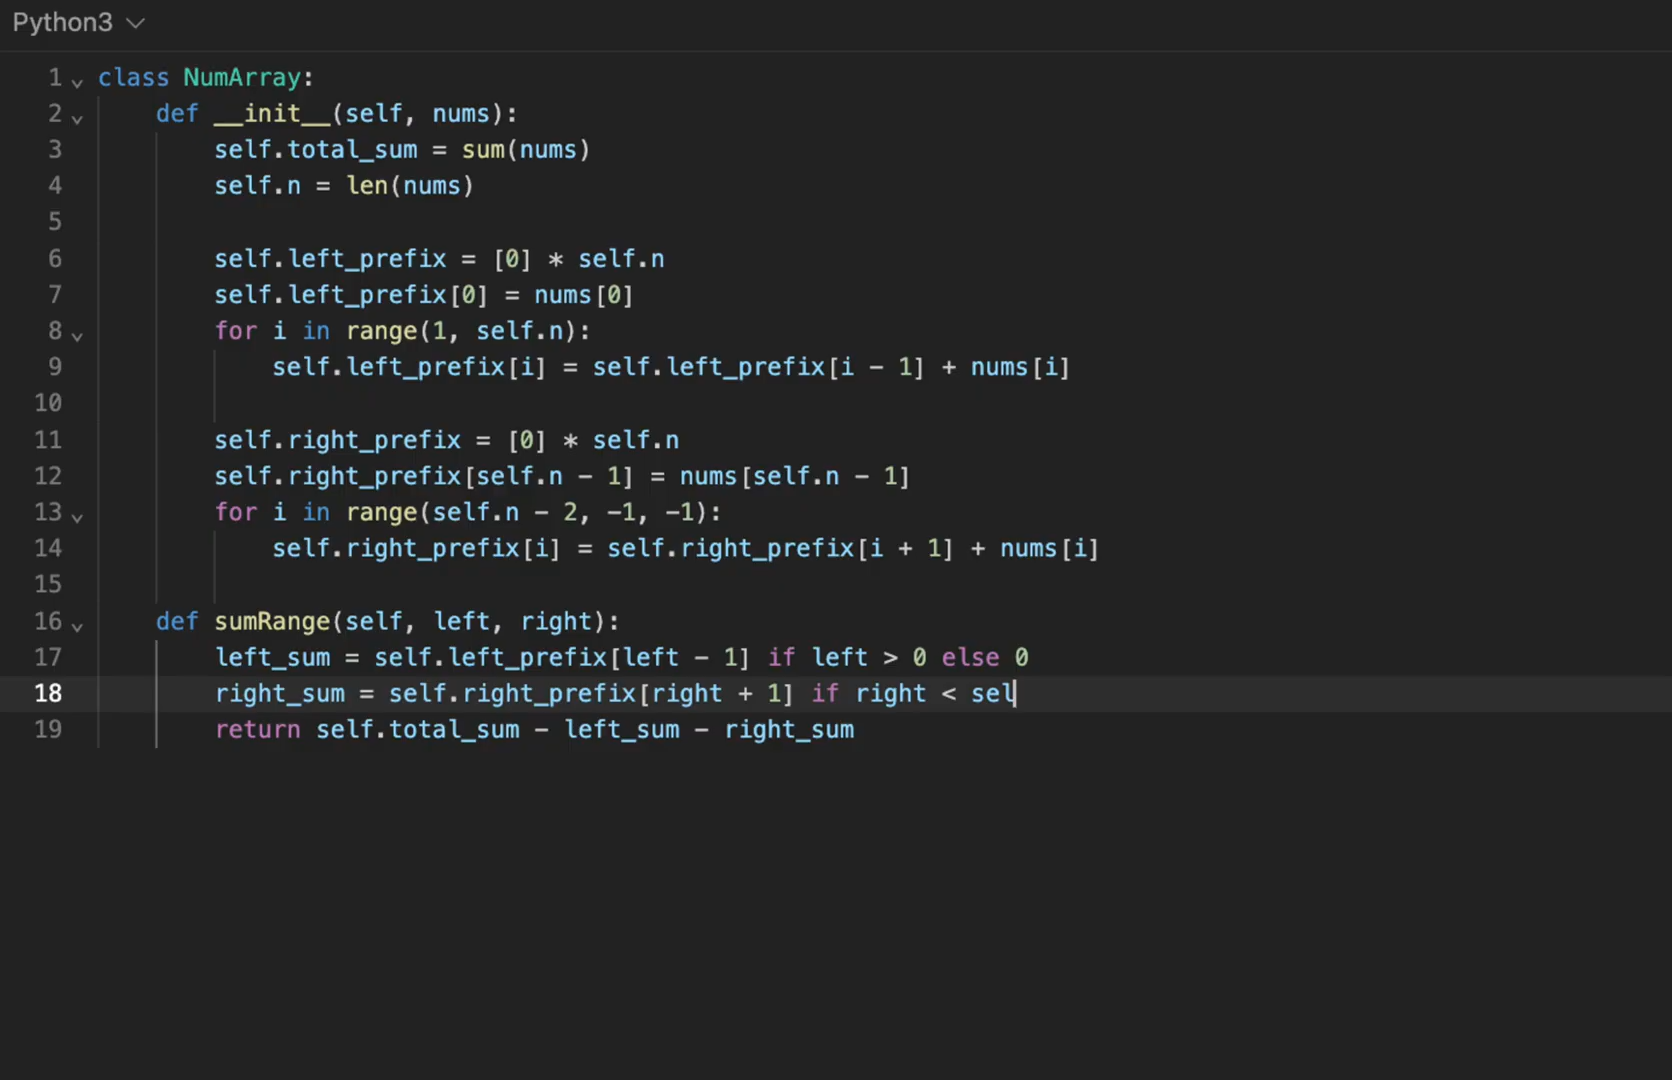 Python3
1 class NumArray:
2 def __init__(self, nums):
3 self.total_sum = sum(nums)
4 self.n = len(nums)
5
6 self.left_prefix = [0] * self.n
7 self.left_prefix[0] = nums[0]
8 for i in range(1, self.n):
9 self.left_prefix[i] = self.left_prefix[i - 1] + nums[i]
10
11 self.right_prefix = [0] * self.n
12 self.right_prefix[self.n - 1] = nums[self.n - 1]
13 for i in range(self.n - 2, -1, -1):
14 self.right_prefix[i] = self.right_prefix[i + 1] + nums[i]
15
16 def sumRange(self, left, right):
17 left_sum = self.left_prefix[left - 1] if left > 0 else 0
18 right_sum = self.right_prefix[right + 1] if right < sel
19 return self.total_sum - left_sum - right_sum